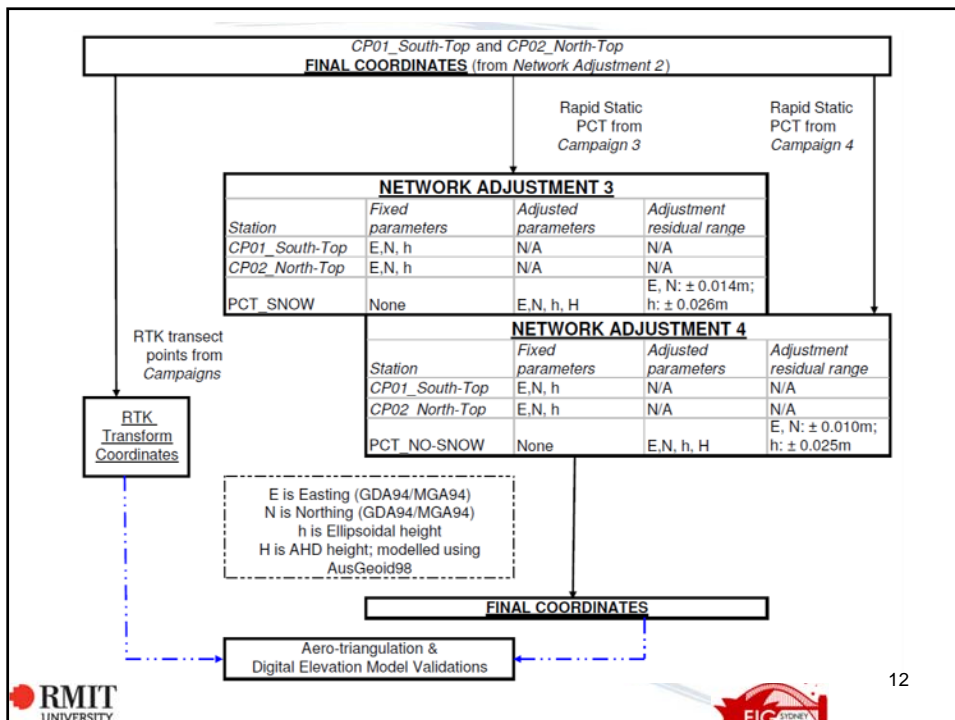 CP01_South-Top and CP02_North-Top
FINAL COORDINATES (from Network Adjustment 2)
Rapid Static
PCT from
Campaign 3
Rapid Static
PCT from
Campaign 4
NETWORK ADJUSTMENT 3
Station Fixed parameters Adjusted parameters Adjustment residual range
CP01_South-Top E,N, h N/A N/A
CP02_North-Top E,N, h N/A N/A
PCT_SNOW None E,N, h, H E, N: ± 0.014m; h: ± 0.026m
NETWORK ADJUSTMENT 4
Station Fixed parameters Adjusted parameters Adjustment residual range
CP01_South-Top E,N, h N/A N/A
CP02 North-Top E,N, h N/A N/A
PCT_NO-SNOW None E,N, h, H E, N: ± 0.010m; h: ± 0.025m
RTK transect
points from
Campaigns
RTK
Transform
Coordinates
E is Easting (GDA94/MGA94)
N is Northing (GDA94/MGA94)
h is Ellipsoidal height
H is AHD height; modelled using
AusGeoid98
FINAL COORDINATES
Aero-triangulation &
Digital Elevation Model Validations
12
RMIT
UNIVERSITY
FIG SYDNEY